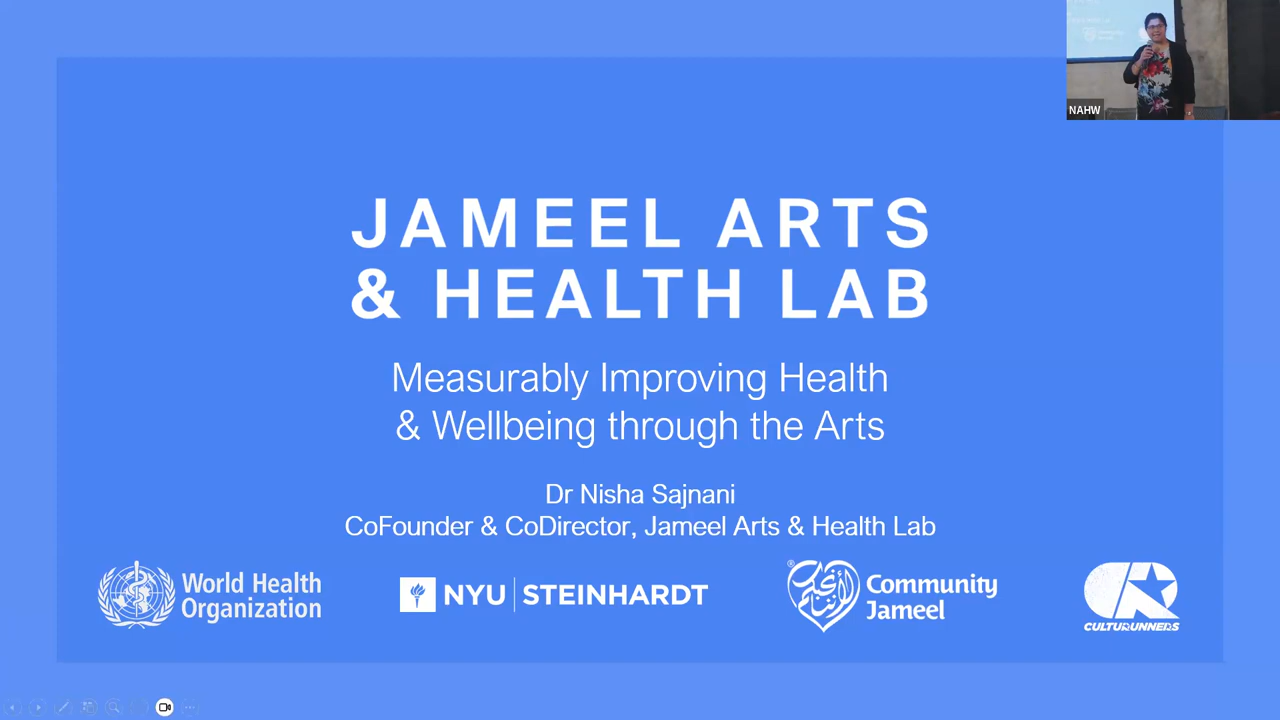 NAHW
JAMEEL ARTS
& HEALTH LAB
Measurably Improving Health
& Wellbeing through the Arts
Dr Nisha Sajnani
CoFounder & CoDirector, Jameel Arts & Health Lab
World Health
Organization
NYU | STEINHARDT
®
Community
Jameel
CULTURUNNERS